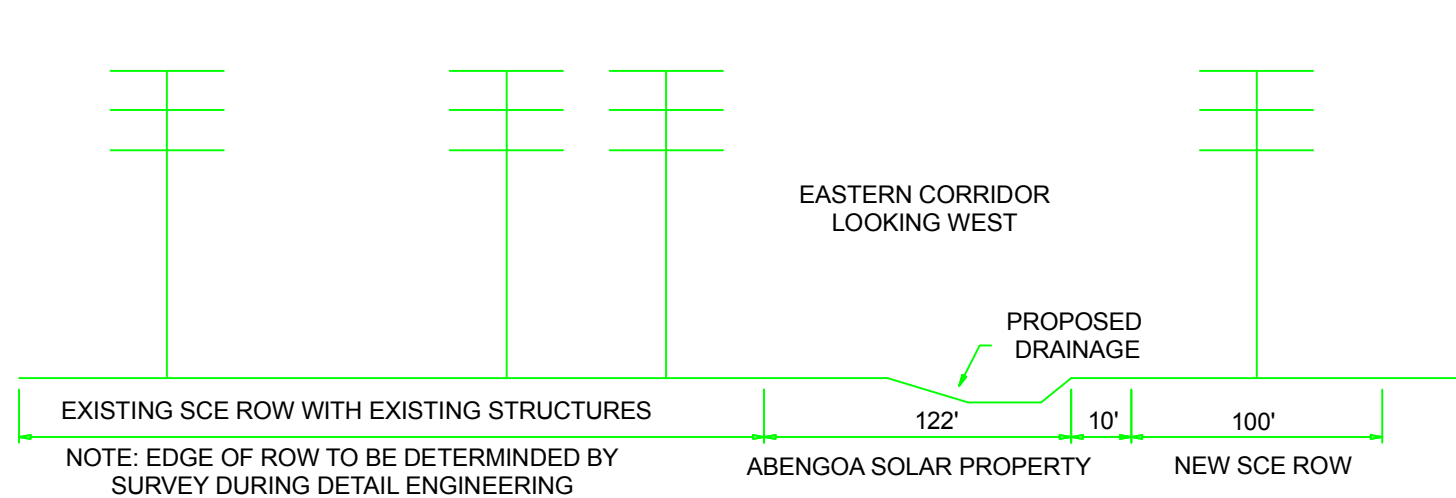 EASTERN CORRIDOR
LOOKING WEST
PROPOSED
DRAINAGE
EXISTING SCE ROW WITH EXISTING STRUCTURES
122'
10'
100'
NOTE: EDGE OF ROW TO BE DETERMINDED BY
SURVEY DURING DETAIL ENGINEERING
ABENGOA SOLAR PROPERTY
NEW SCE ROW